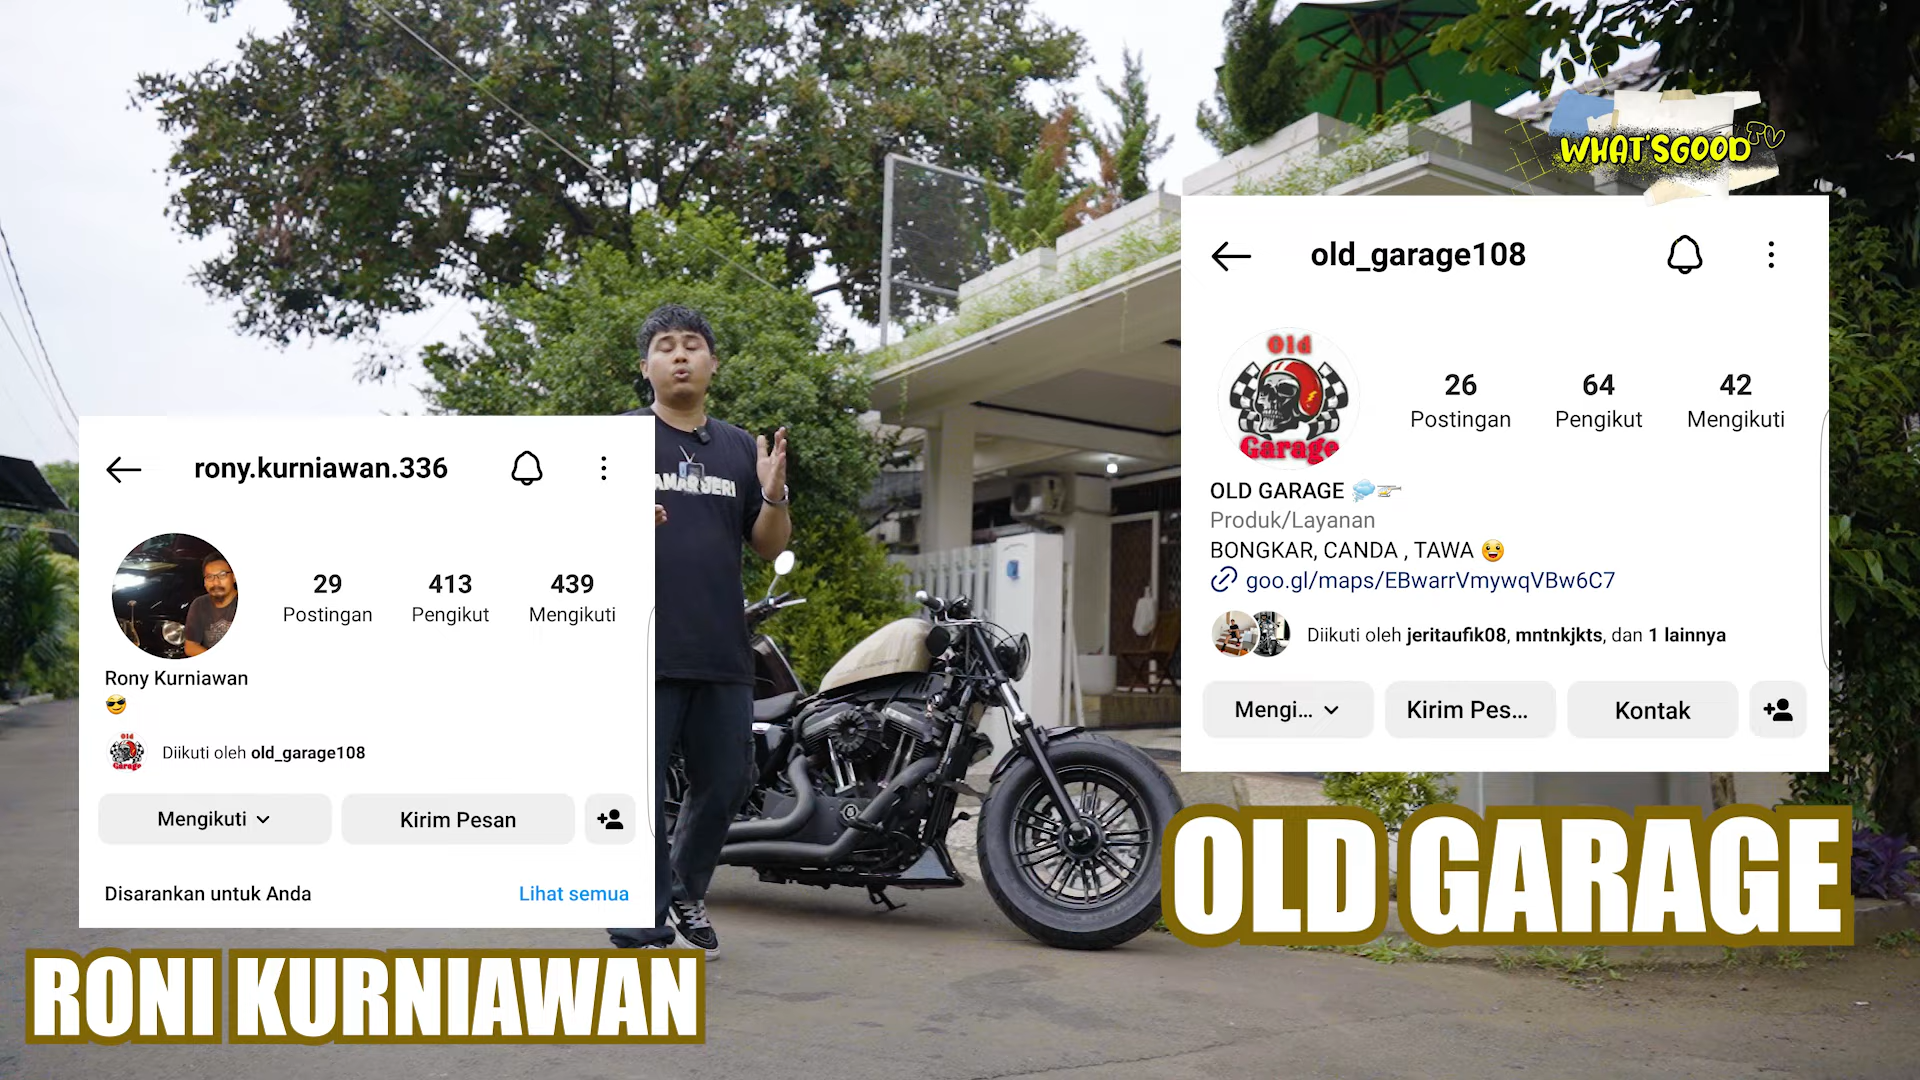 WHAT'SGOOD TV
old_garage108
Old
Garage
26 64 42
Postingan Pengikut Mengikuti
OLD GARAGE 🌧️🔫
Produk/Layanan
BONGKAR, CANDA , TAWA 😀
goo.gl/maps/EBwarrVmywqVBw6C7
Diikuti oleh jeritaufik08, mntnkjkts, dan 1 lainnya
Mengi... Kirim Pes... Kontak
OLD GARAGE
rony.kurniawan.336
29 413 439
Postingan Pengikut Mengikuti
Rony Kurniawan
😎
Old
Garage
Diikuti oleh old_garage108
Mengikuti Kirim Pesan
Disarankan untuk Anda Lihat semua
RONI KURNIAWAN